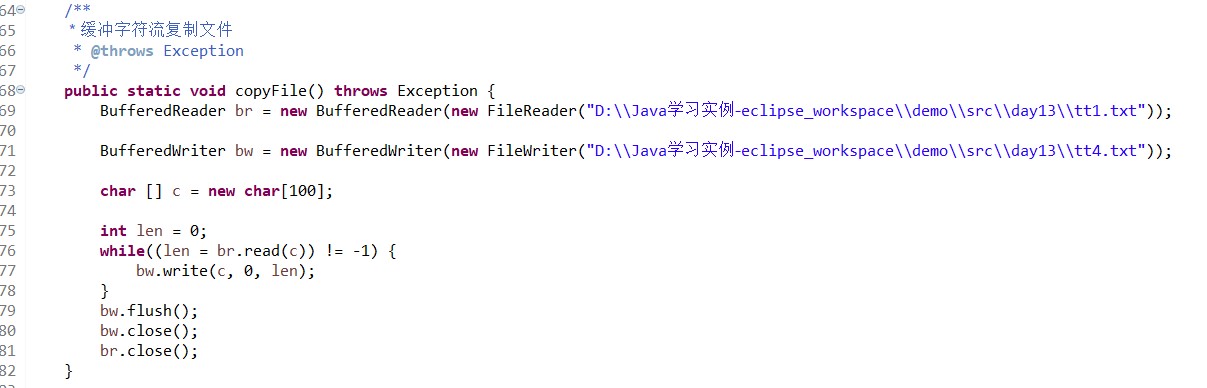 64 /**
65 * 缓冲字符流复制文件
66 * @throws Exception
67 */
68 public static void copyFile() throws Exception {
69 BufferedReader br = new BufferedReader(new FileReader("D:\\Java学习实例-eclipse_workspace\\demo\\src\\day13\\tt1.txt"));
70
71 BufferedWriter bw = new BufferedWriter(new FileWriter("D:\\Java学习实例-eclipse_workspace\\demo\\src\\day13\\tt4.txt"));
72
73 char [] c = new char[100];
74
75 int len = 0;
76 while((len = br.read(c)) != -1) {
77 bw.write(c, 0, len);
78 }
79 bw.flush();
80 bw.close();
81 br.close();
82 }